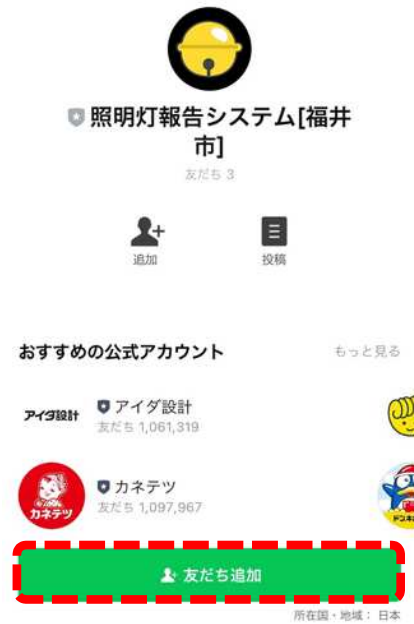 照明灯報告システム[福井
市]
友だち 3
追加
投稿
おすすめの公式アカウント
もっと見る
アイダ設計
アイダ設計
友だち 1,061,319
カネテツ
カネテツ
友だち 1,097,967
友だち追加
所在国・地域： 日本